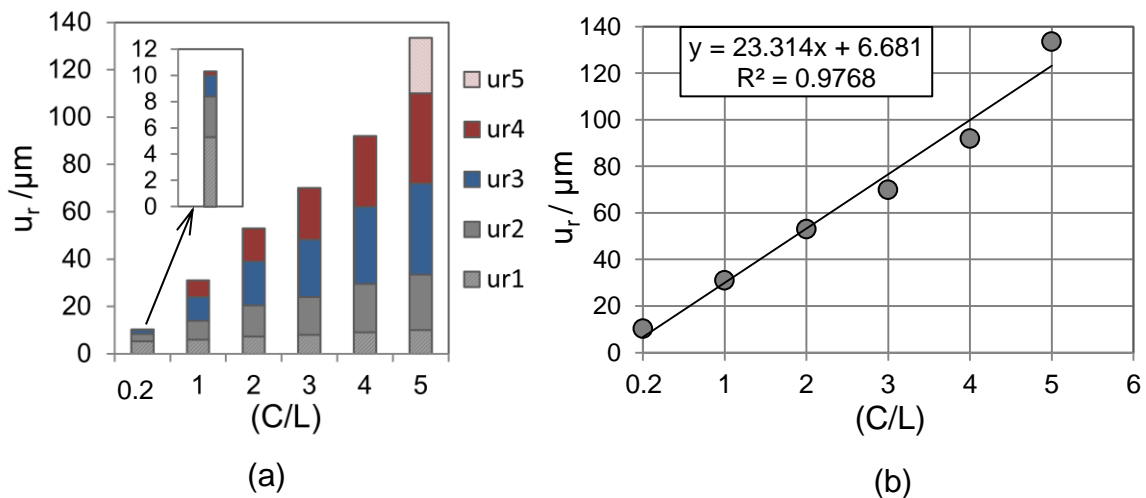 140
120
100
80
60
40
20
0
u_r /µm
12
10
8
6
4
2
0
0.2 1 2 3 4 5
(C/L)
ur5
ur4
ur3
ur2
ur1
(a)
140
120
100
80
60
40
20
0
u_r / µm
y = 23.314x + 6.681
R² = 0.9768
0.2 1 2 3 4 5 6
(C/L)
(b)